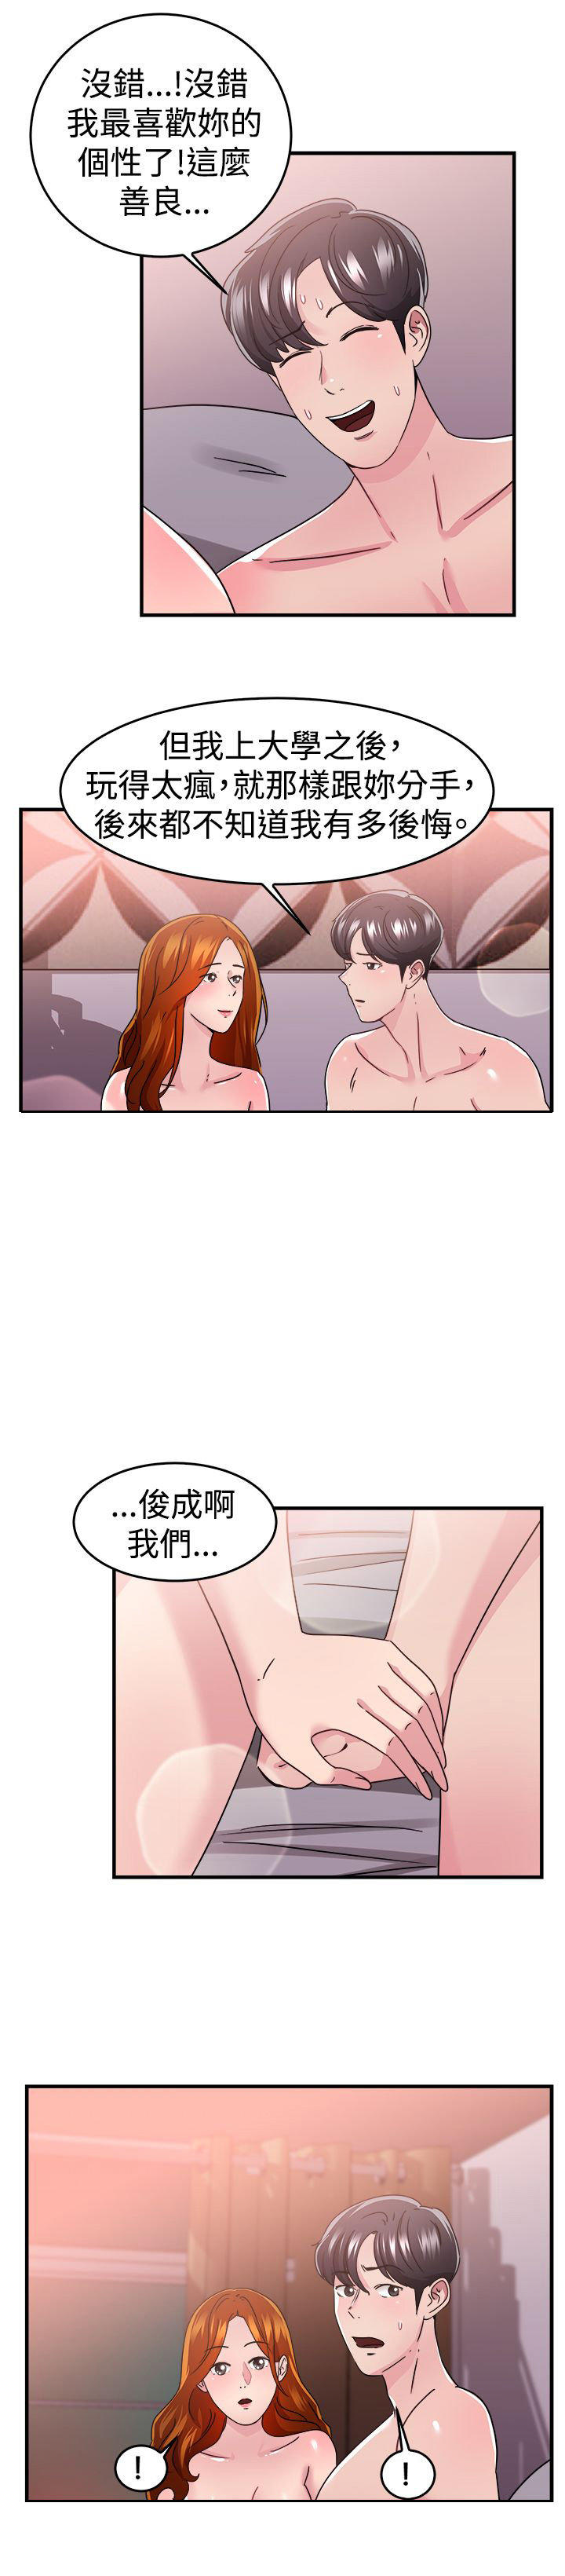 沒錯...!沒錯
我最喜歡妳的
個性了!這麼
善良...
但我上大學之後,
玩得太瘋,就那樣跟妳分手,
後來都不知道我有多後悔。
...俊成啊
我們...
!
!